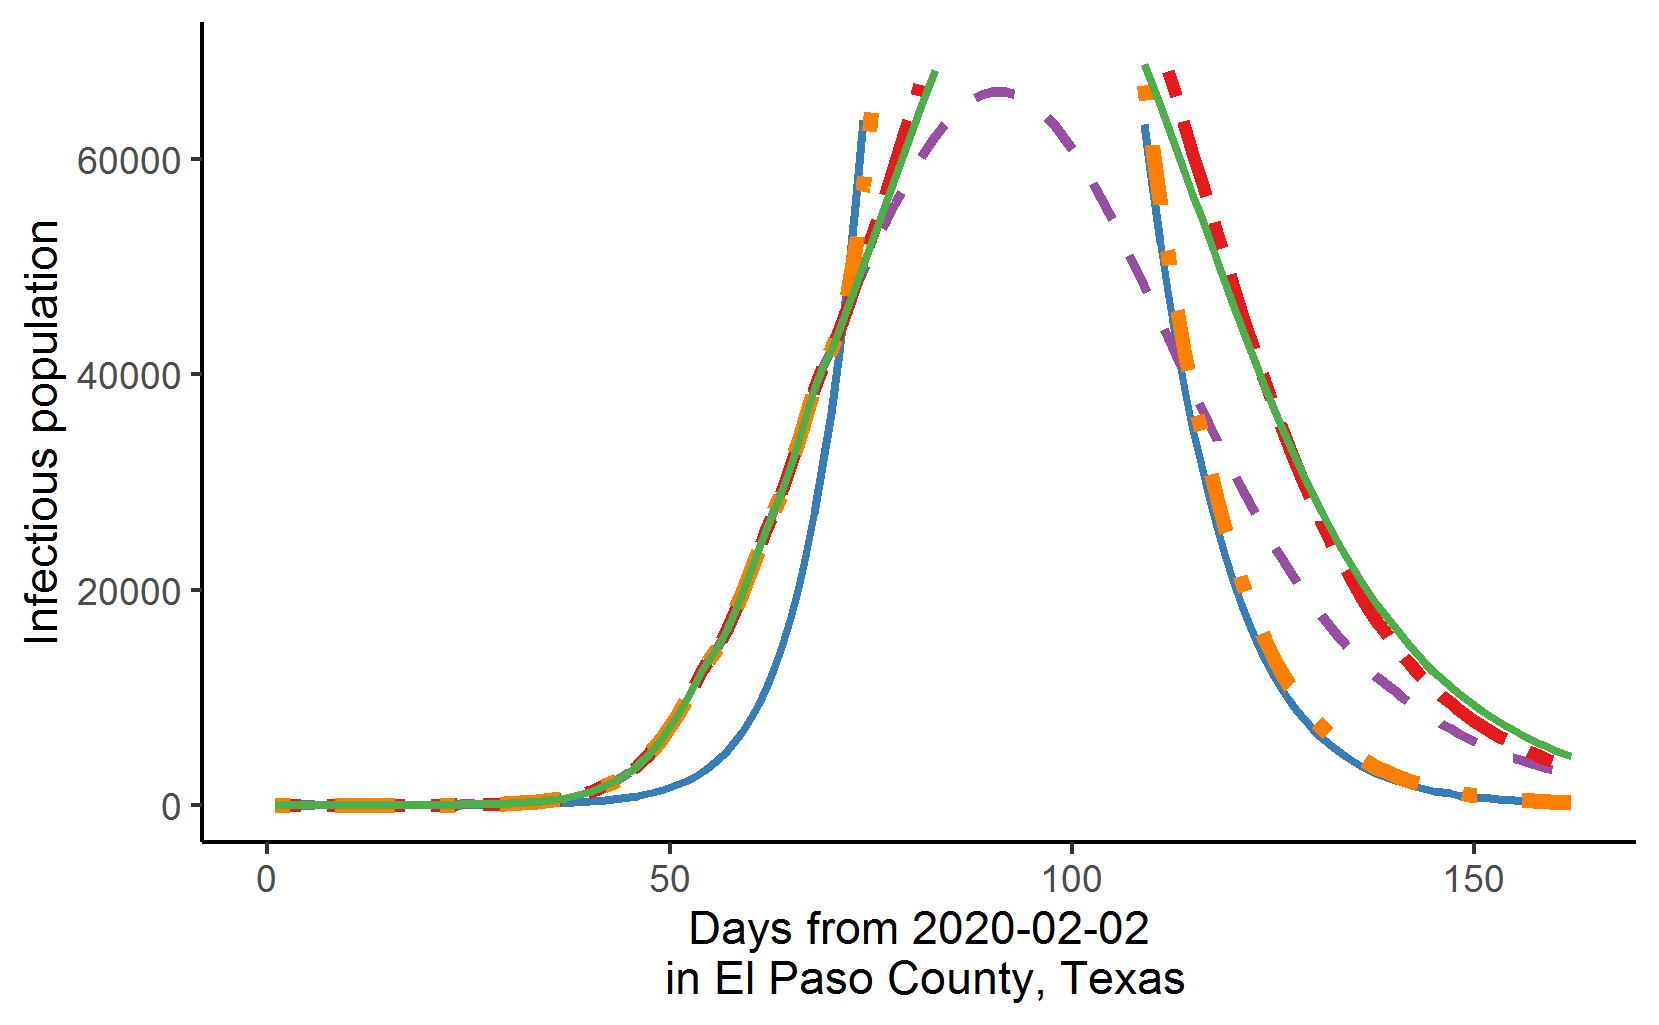 Infectious population
60000
40000
20000
0
0 50 100 150
Days from 2020-02-02
in El Paso County, Texas